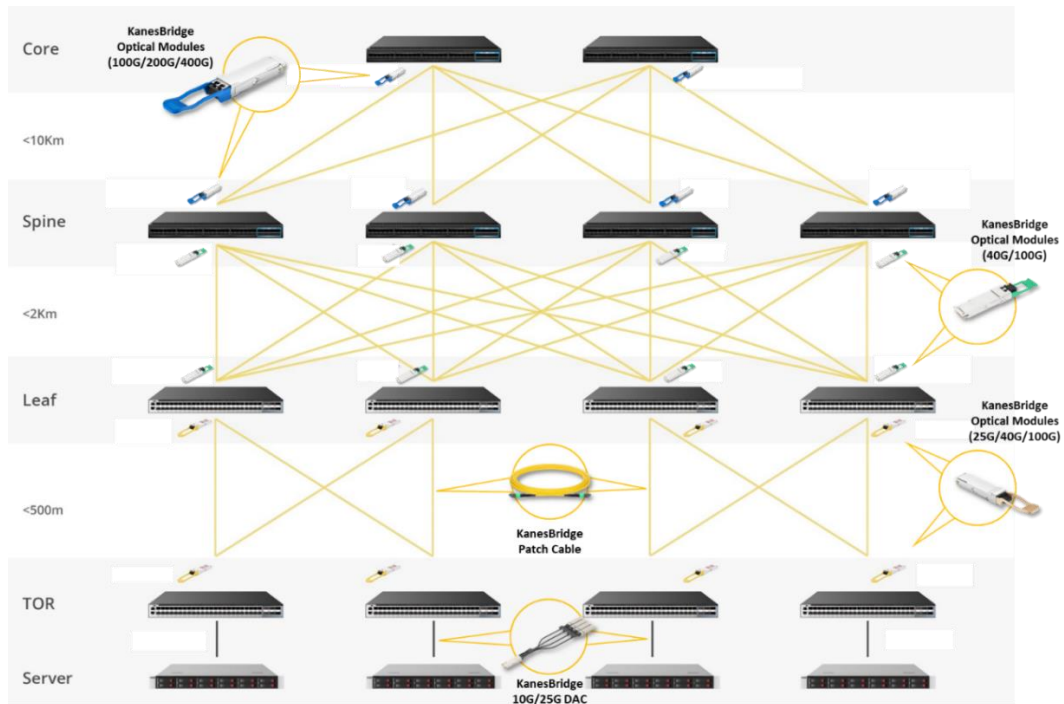 KanesBridge
Optical Modules
(100G/200G/400G)
Core
<10Km
Spine
KanesBridge
Optical Modules
(40G/100G)
<2Km
Leaf
KanesBridge
Optical Modules
(25G/40G/100G)
<500m
KanesBridge
Patch Cable
TOR
Server
KanesBridge
10G/25G DAC